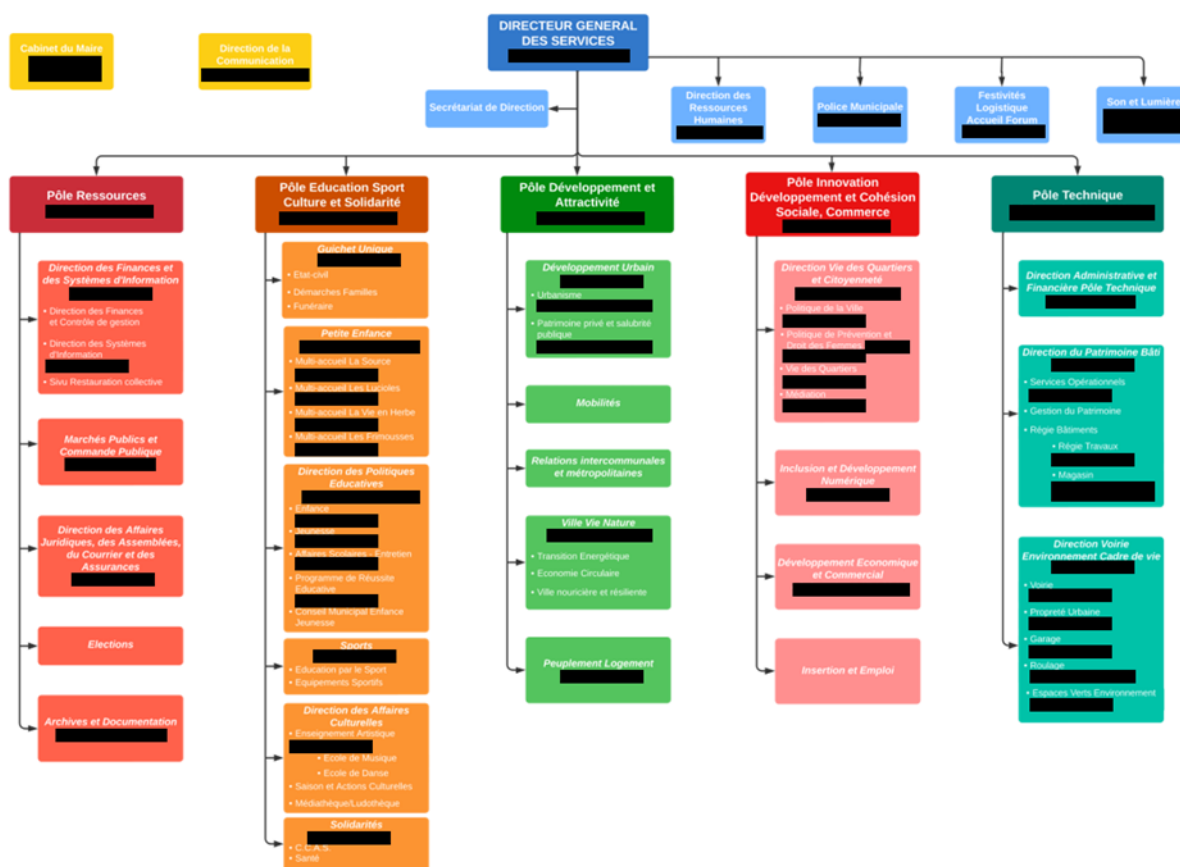 DIRECTEUR GENERAL
DES SERVICES
Cabinet du Maire
Direction de la
Communication
Secrétariat de Direction
Direction des
Ressources
Humaines
Police Municipale
Festivités
Logistique
Accueil Forum
Son et Lumière
Pôle Ressources
Direction des Finances et
des Systèmes d'Information
• Direction des Finances
et Contrôle de gestion
• Direction des Systèmes
d'Information
• Sivu Restauration collective
Marchés Publics et
Commande Publique
Direction des Affaires
Juridiques, des Assemblées,
du Courrier et des
Assurances
Elections
Archives et Documentation
Pôle Education Sport
Culture et Solidarité
Guichet Unique
• Etat-civil
• Démarches Familles
• Funéraire
Petite Enfance
• Multi-accueil La Source
• Multi-accueil Les Lucioles
• Multi-accueil La Vie en Herbe
• Multi-accueil Les Frimousses
Direction des Politiques
Educatives
• Enfance
• Jeunesse
• Affaires Scolaires - Entretien
• Programme de Réussite
Educative
• Conseil Municipal Enfance
Jeunesse
Sports
• Education par le Sport
• Equipements Sportifs
Direction des Affaires
Culturelles
• Enseignement Artistique
• Ecole de Musique
• Ecole de Danse
• Saison et Actions Culturelles
• Médiathèque/Ludothèque
Solidarités
• C.C.A.S.
• Santé
Pôle Développement et
Attractivité
Développement Urbain
• Urbanisme
• Patrimoine privé et salubrité
publique
Mobilités
Relations intercommunales
et métropolitaines
Ville Vie Nature
• Transition Energétique
• Economie Circulaire
• Ville nouricière et résiliente
Peuplement Logement
Pôle Innovation
Développement et Cohésion
Sociale, Commerce
Direction Vie des Quartiers
et Citoyenneté
• Politique de la Ville
• Politique de Prévention et
Droit des Femmes
• Vie des Quartiers
• Médiation
Inclusion et Développement
Numérique
Développement Economique
et Commercial
Insertion et Emploi
Pôle Technique
Direction Administrative et
Financière Pôle Technique
Direction du Patrimoine Bâti
• Services Opérationnels
• Gestion du Patrimoine
• Régie Bâtiments
• Régie Travaux
• Magasin
Direction Voirie
Environnement Cadre de vie
• Voirie
• Propreté Urbaine
• Garage
• Roulage
• Espaces Verts Environnement